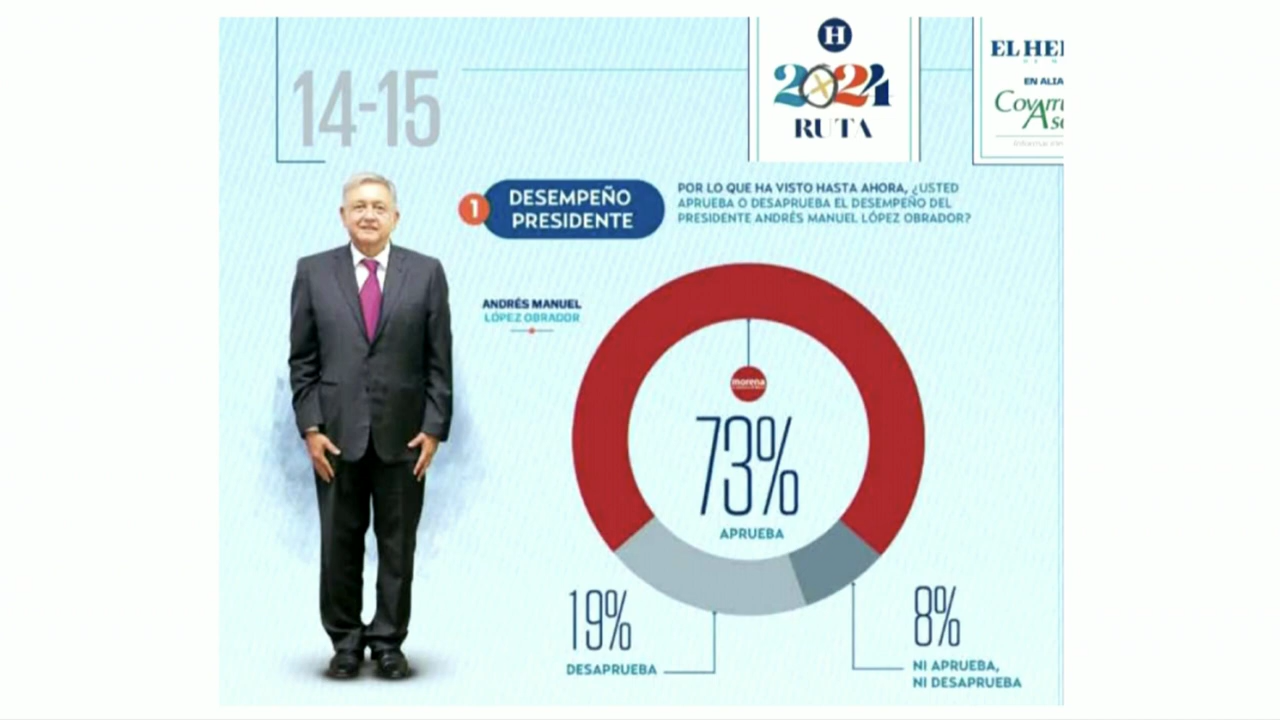 14-15
H
2024
RUTA
EL HE
EN ALIA
1
DESEMPEÑO
PRESIDENTE
POR LO QUE HA VISTO HASTA AHORA, ¿USTED
APRUEBA O DESAPRUEBA EL DESEMPEÑO DEL
PRESIDENTE ANDRÉS MANUEL LÓPEZ OBRADOR?
ANDRÉS MANUEL
LÓPEZ OBRADOR
morena
73%
APRUEBA
19%
DESAPRUEBA
8%
NI APRUEBA,
NI DESAPRUEBA